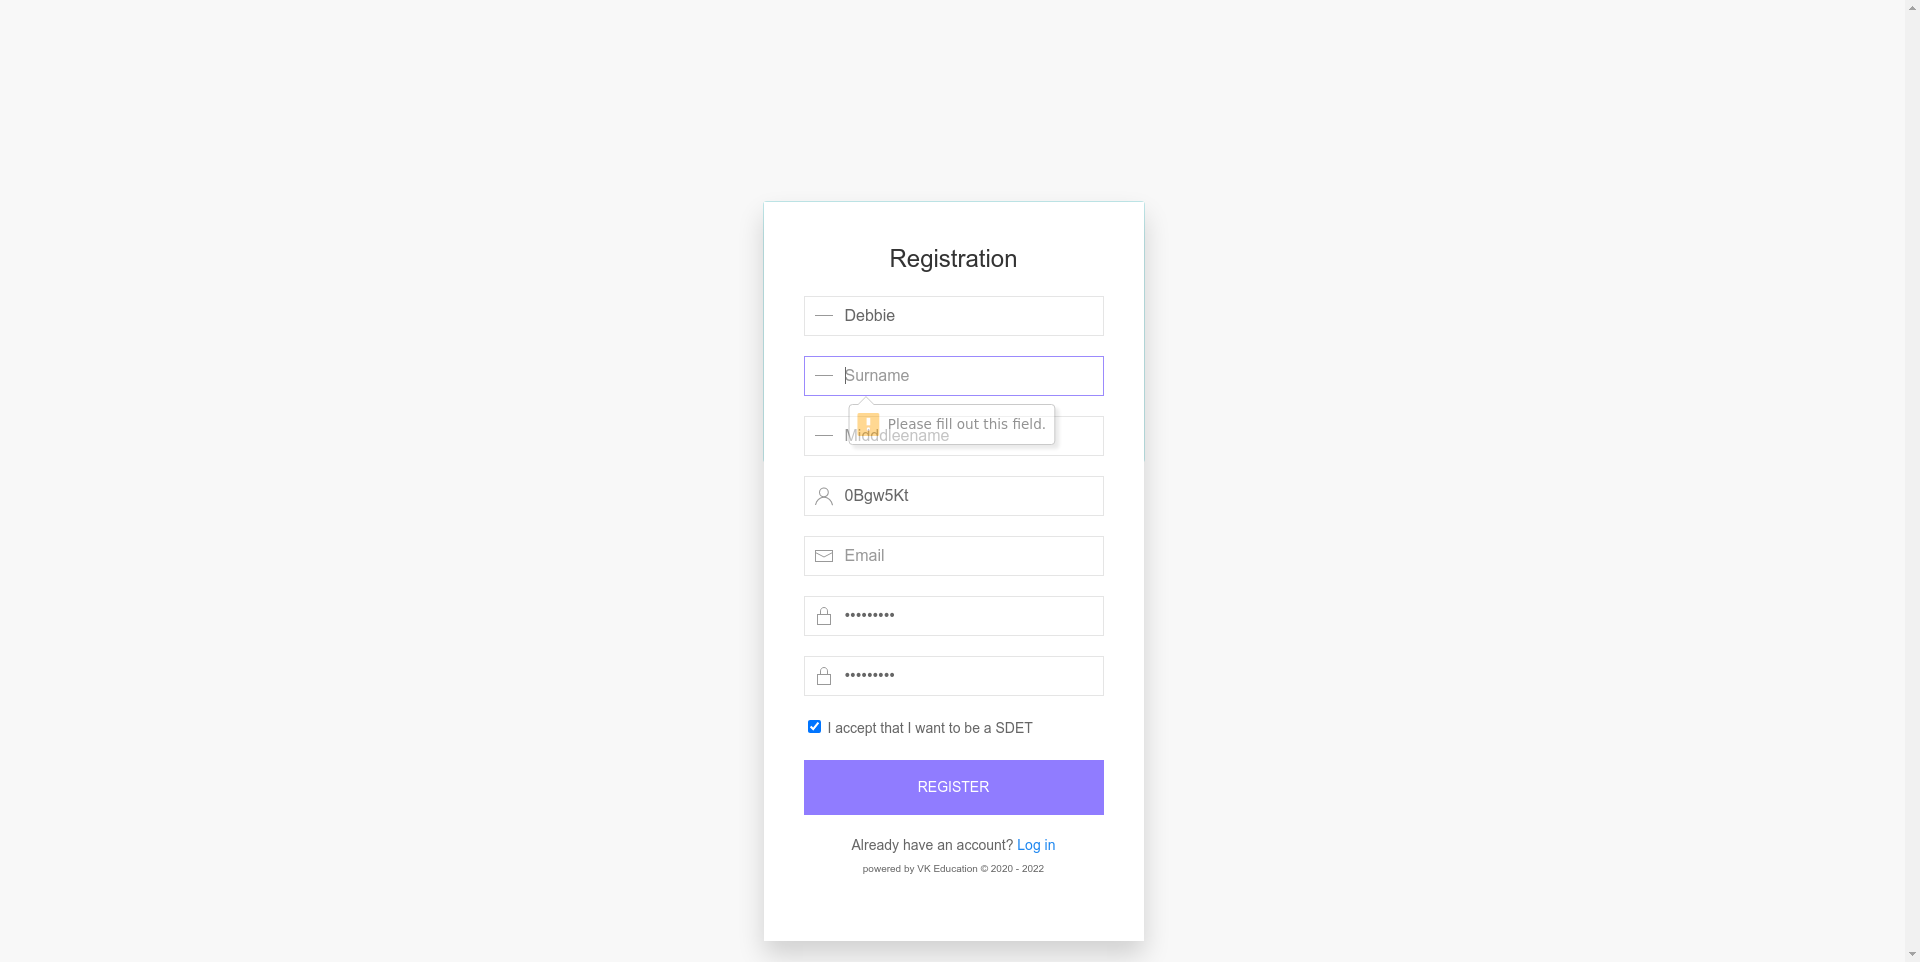 Registration
Debbie
Surname
Please fill out this field.
Midddleename
0Bgw5Kt
Email
•••••••••
•••••••••
I accept that I want to be a SDET
REGISTER
Already have an account? Log in
powered by VK Education © 2020 - 2022